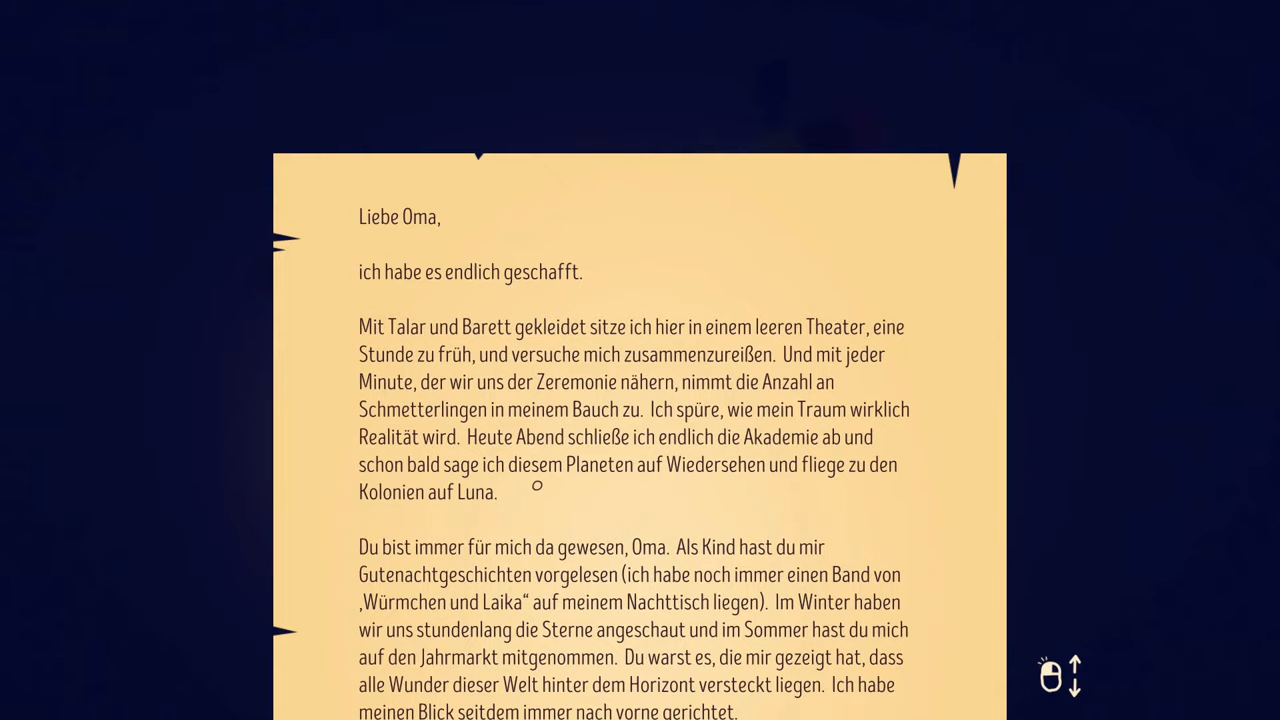 Liebe Oma,
ich habe es endlich geschafft.
Mit Talar und Barett gekleidet sitze ich hier in einem leeren Theater, eine
Stunde zu früh, und versuche mich zusammenzureißen. Und mit jeder
Minute, der wir uns der Zeremonie nähern, nimmt die Anzahl an
Schmetterlingen in meinem Bauch zu. Ich spüre, wie mein Traum wirklich
Realität wird. Heute Abend schließe ich endlich die Akademie ab und
schon bald sage ich diesem Planeten auf Wiedersehen und fliege zu den
Kolonien auf Luna.
Du bist immer für mich da gewesen, Oma. Als Kind hast du mir
Gutenachtgeschichten vorgelesen (ich habe noch immer einen Band von
‚Würmchen und Laika“ auf meinem Nachttisch liegen). Im Winter haben
wir uns stundenlang die Sterne angeschaut und im Sommer hast du mich
auf den Jahrmarkt mitgenommen. Du warst es, die mir gezeigt hat, dass
alle Wunder dieser Welt hinter dem Horizont versteckt liegen. Ich habe
meinen Blick seitdem immer nach vorne gerichtet.